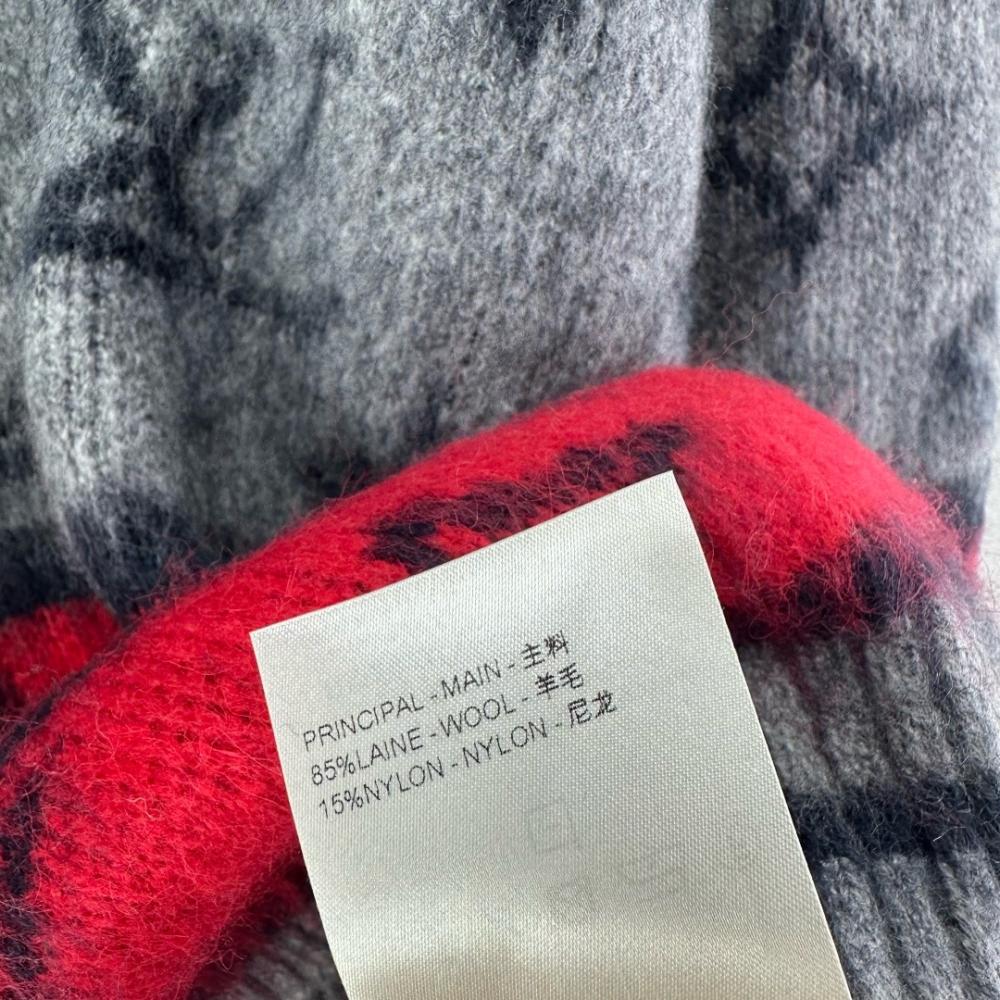 PRINCIPAL - MAIN - 主料
85%LAINE - WOOL - 羊毛
15%NYLON - NYLON - 尼龙